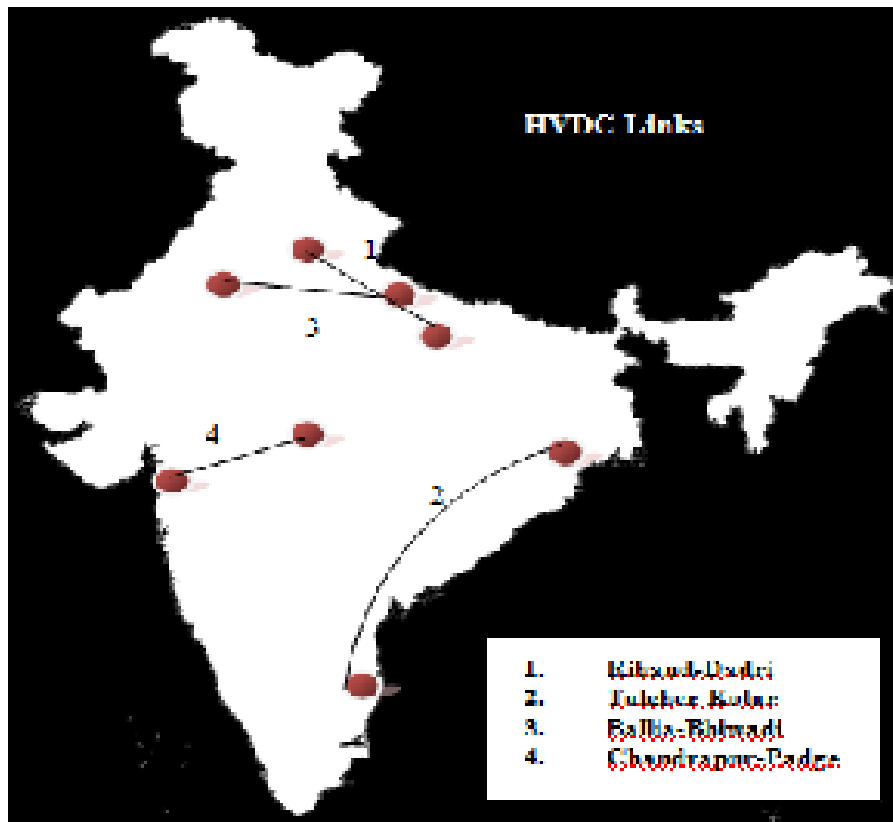 HVDC Links
1
3
4
2
1. Rihand-Dadri
2. Talcher-Kolar
3. Ballia-Bhiwadi
4. Chandrapur-Padge